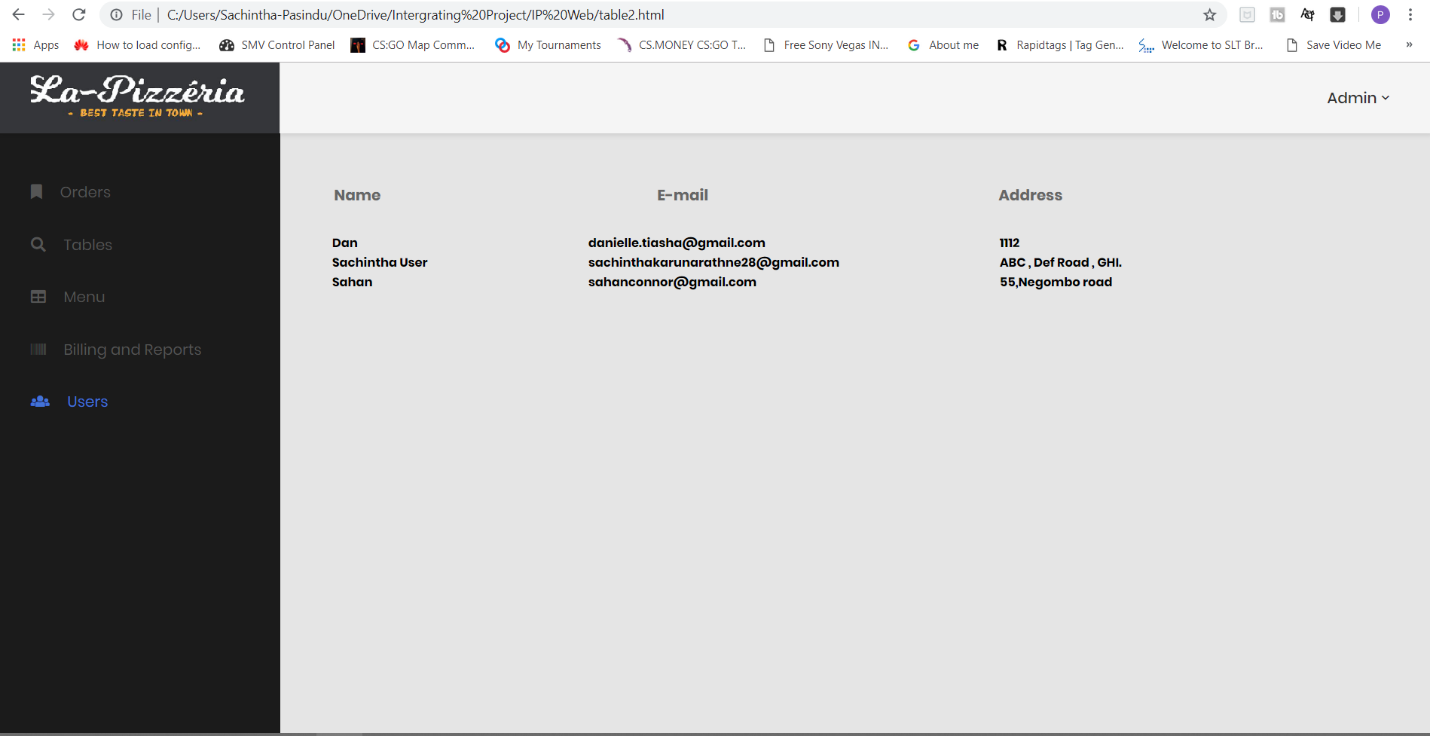 File | C:/Users/Sachintha-Pasindu/OneDrive/Intergrating%20Project/IP%20Web/table2.html
P
Apps How to load config... SMV Control Panel CS:GO Map Comm... My Tournaments CS.MONEY CS:GO T... Free Sony Vegas IN... G About me R Rapidtags | Tag Gen... Welcome to SLT Br... Save Video Me »
La-Pizzéria
- BEST TASTE IN TOWN -
Admin
Orders
Tables
Menu
Billing and Reports
Users
Name E-mail Address
Dan danielle.tiasha@gmail.com 1112
Sachintha User sachinthakarunarathne28@gmail.com ABC , Def Road , GHI.
Sahan sahanconnor@gmail.com 55,Negombo road